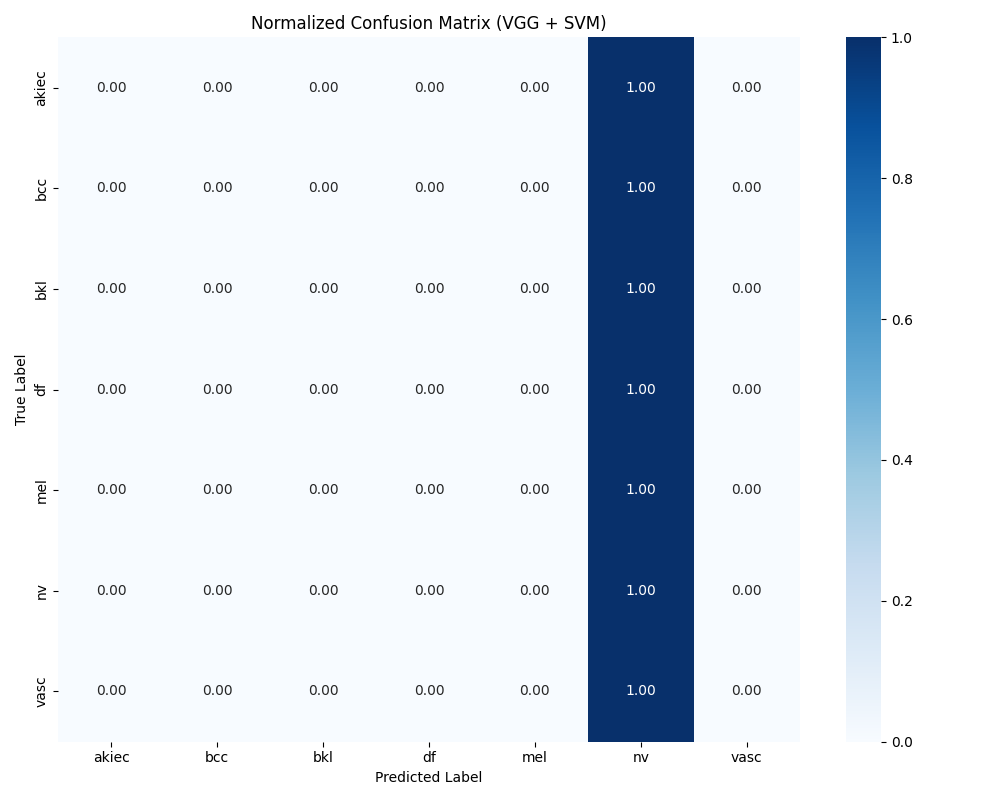 Normalized Confusion Matrix (VGG + SVM)
1.0
akiec 0.00 0.00 0.00 0.00 0.00 1.00 0.00
0.8
bcc 0.00 0.00 0.00 0.00 0.00 1.00 0.00
bkl 0.00 0.00 0.00 0.00 0.00 1.00 0.00
0.6
True Label
df 0.00 0.00 0.00 0.00 0.00 1.00 0.00
0.4
mel 0.00 0.00 0.00 0.00 0.00 1.00 0.00
nv 0.00 0.00 0.00 0.00 0.00 1.00 0.00
0.2
vasc 0.00 0.00 0.00 0.00 0.00 1.00 0.00
0.0
akiec bcc bkl df mel nv vasc
Predicted Label